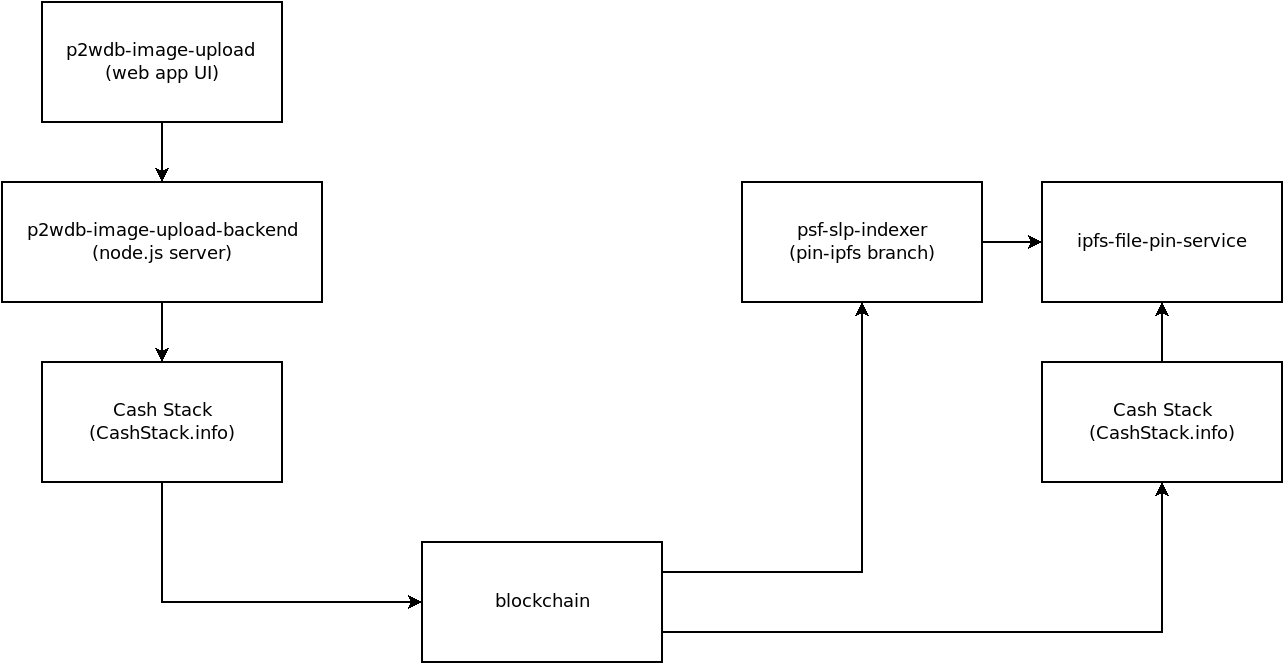 p2wdb-image-upload
(web app UI)
p2wdb-image-upload-backend
(node.js server)
psf-slp-indexer
(pin-ipfs branch)
ipfs-file-pin-service
Cash Stack
(CashStack.info)
Cash Stack
(CashStack.info)
blockchain